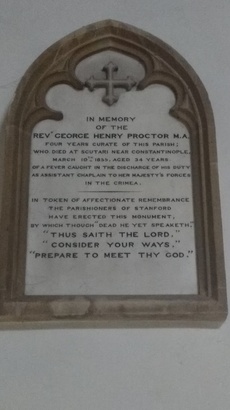 IN MEMORY
OF THE
REVD GEORGE HENRY PROCTOR M.A.
FOUR YEARS CURATE OF THIS PARISH;
WHO DIED AT SCUTARI NEAR CONSTANTINOPLE,
MARCH 10TH, 1855, AGED 34 YEARS
OF A FEVER CAUGHT IN THE DISCHARGE OF HIS DUTY
AS ASSISTANT CHAPLAIN TO HER MAJESTY'S FORCES
IN THE CRIMEA.
IN TOKEN OF AFFECTIONATE REMEMBRANCE
THE PARISHIONERS OF STANFORD
HAVE ERECTED THIS MONUMENT,
BY WHICH THOUGH DEAD HE YET SPEAKETH,
"THUS SAITH THE LORD."
"CONSIDER YOUR WAYS."
"PREPARE TO MEET THY GOD."